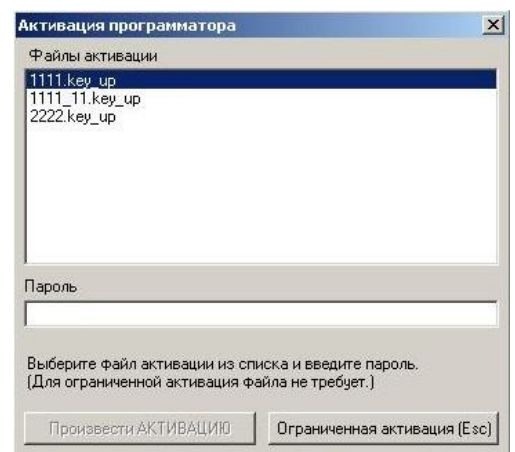 Активация программатора
Файлы активации
1111.key_up
1111_11.key_up
2222.key_up
Пароль
Выберите файл активации из списка и введите пароль.
(Для ограниченной активация файла не требует.)
Произвести АКТИВАЦИЮ
Ограниченная активация (Esc)